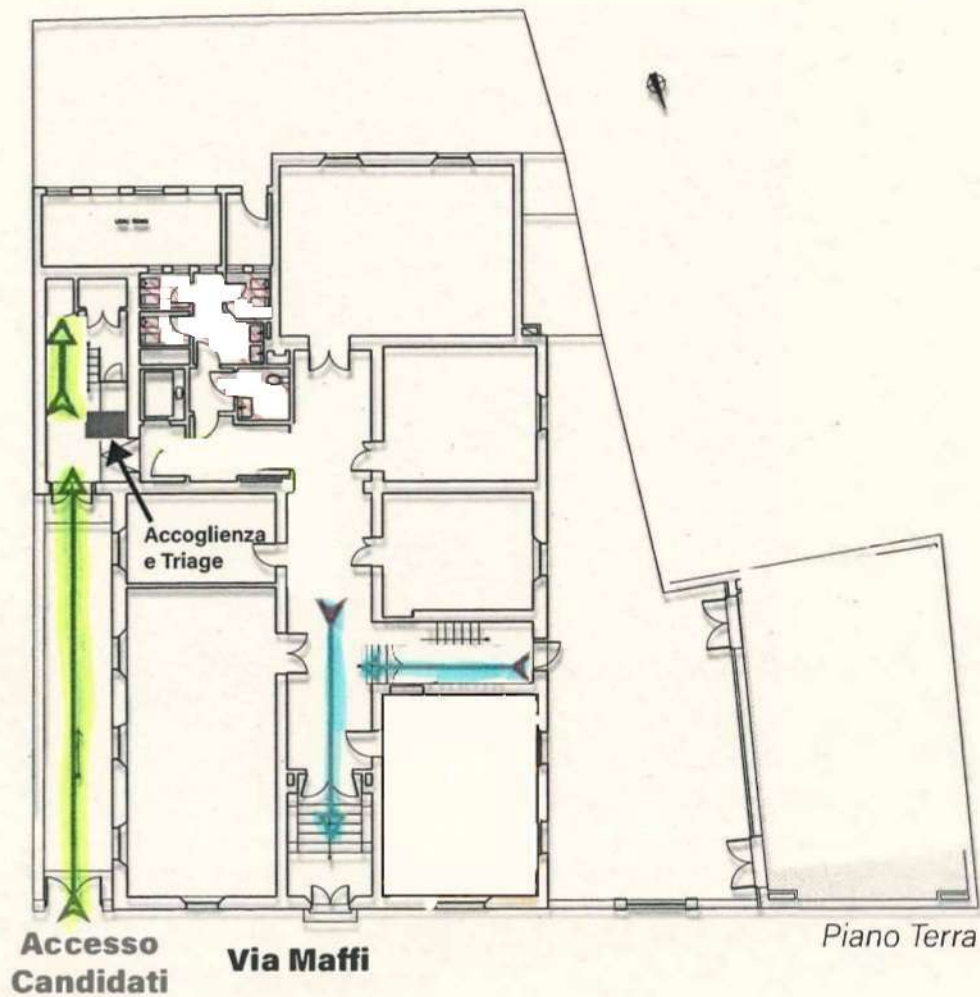 Accoglienza
e Triage
Accesso
Candidati
Via Maffi
Piano Terra